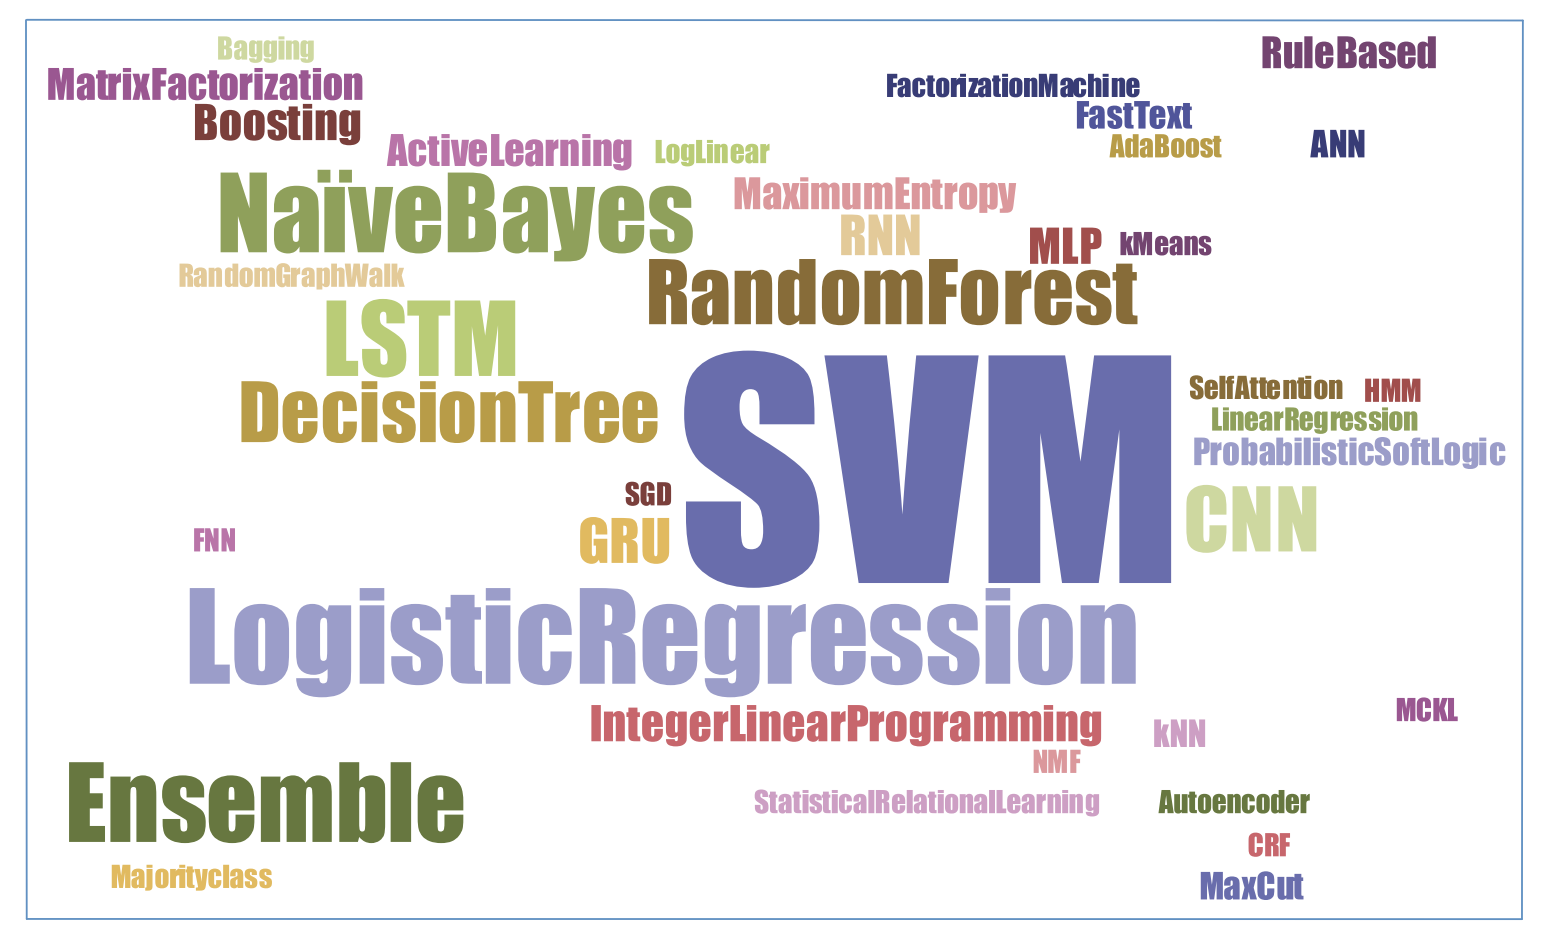 Bagging
RuleBased
MatrixFactorization
FactorizationMachine
Boosting
FastText
ActiveLearning
LogLinear
AdaBoost
ANN
NaïveBayes
MaximumEntropy
RNN
MLP
kMeans
RandomGraphWalk
RandomForest
LSTM
DecisionTree
SVM
SelfAttention
HMM
LinearRegression
ProbabilisticSoftLogic
SGD
CNN
FNN
GRU
LogisticRegression
IntegerLinearProgramming
MCKL
kNN
NMF
Ensemble
StatisticalRelationalLearning
Autoencoder
CRF
Majorityclass
MaxCut